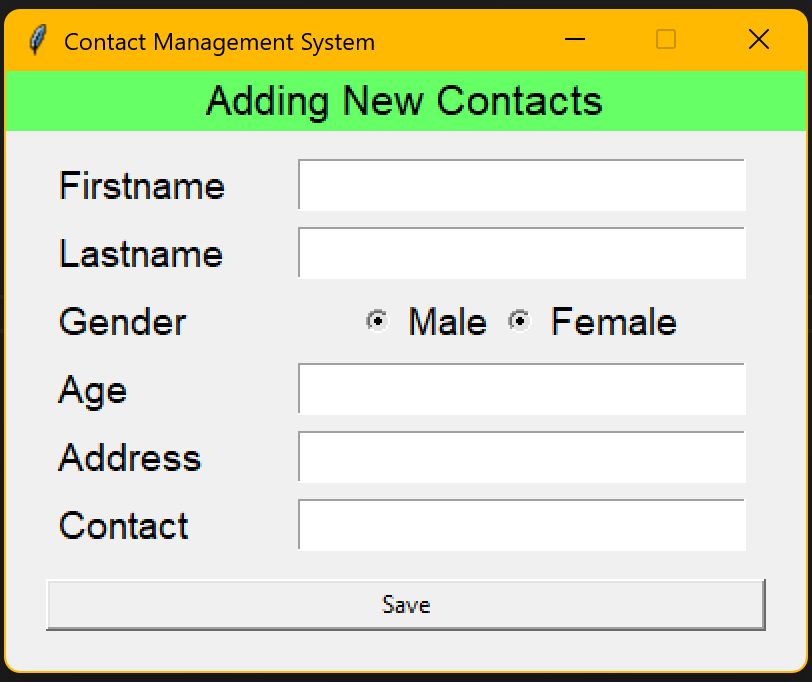 Contact Management System
Adding New Contacts
Firstname
Lastname
Gender Male Female
Age
Address
Contact
Save